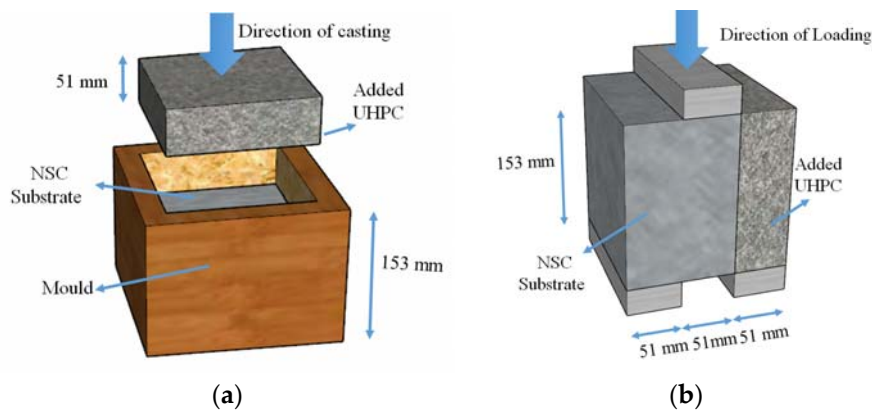 Direction of casting
51 mm
Added
UHPC
NSC
Substrate
Mould
153 mm
(a)
Direction of Loading
153 mm
Added
UHPC
NSC
Substrate
51 mm 51mm 51 mm
(b)